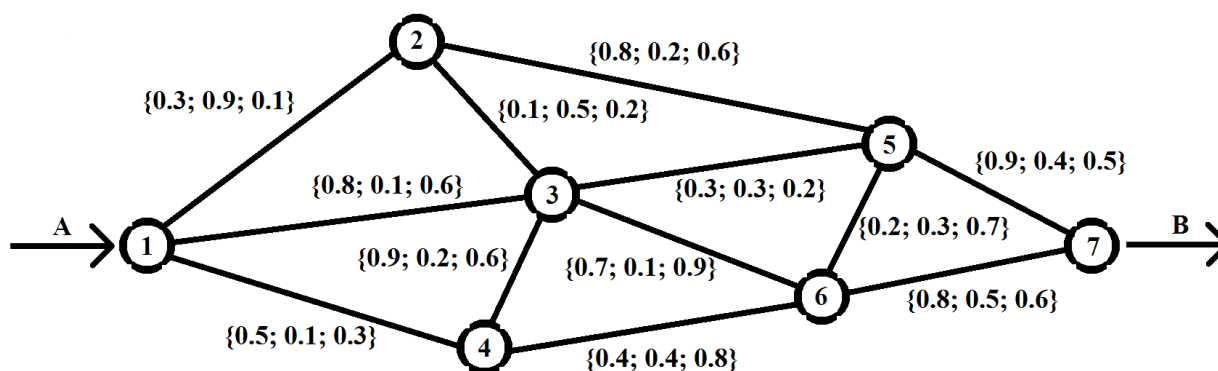 2
{0.8; 0.2; 0.6}
{0.3; 0.9; 0.1}
{0.1; 0.5; 0.2}
5
{0.9; 0.4; 0.5}
{0.8; 0.1; 0.6}
3
{0.3; 0.3; 0.2}
A
1
{0.9; 0.2; 0.6}
{0.7; 0.1; 0.9}
{0.2; 0.3; 0.7}
7
B
6
{0.8; 0.5; 0.6}
{0.5; 0.1; 0.3}
4
{0.4; 0.4; 0.8}